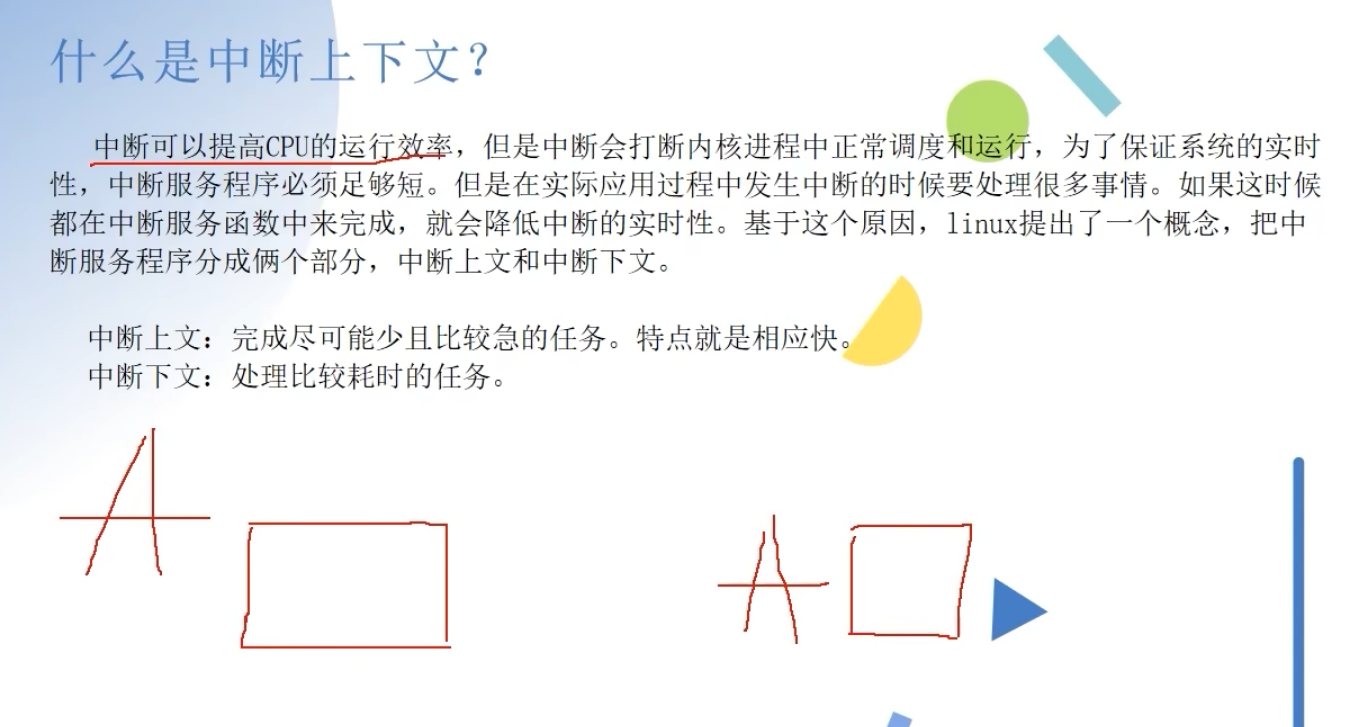 什么是中断上下文？
中断可以提高CPU的运行效率，但是中断会打断内核进程中正常调度和运行，为了保证系统的实时
性，中断服务程序必须足够短。但是在实际应用过程中发生中断的时候要处理很多事情。如果这时候
都在中断服务函数中来完成，就会降低中断的实时性。基于这个原因，linux提出了一个概念，把中
断服务程序分成俩个部分，中断上文和中断下文。
中断上文：完成尽可能少且比较急的任务。特点就是相应快。
中断下文：处理比较耗时的任务。
A
A